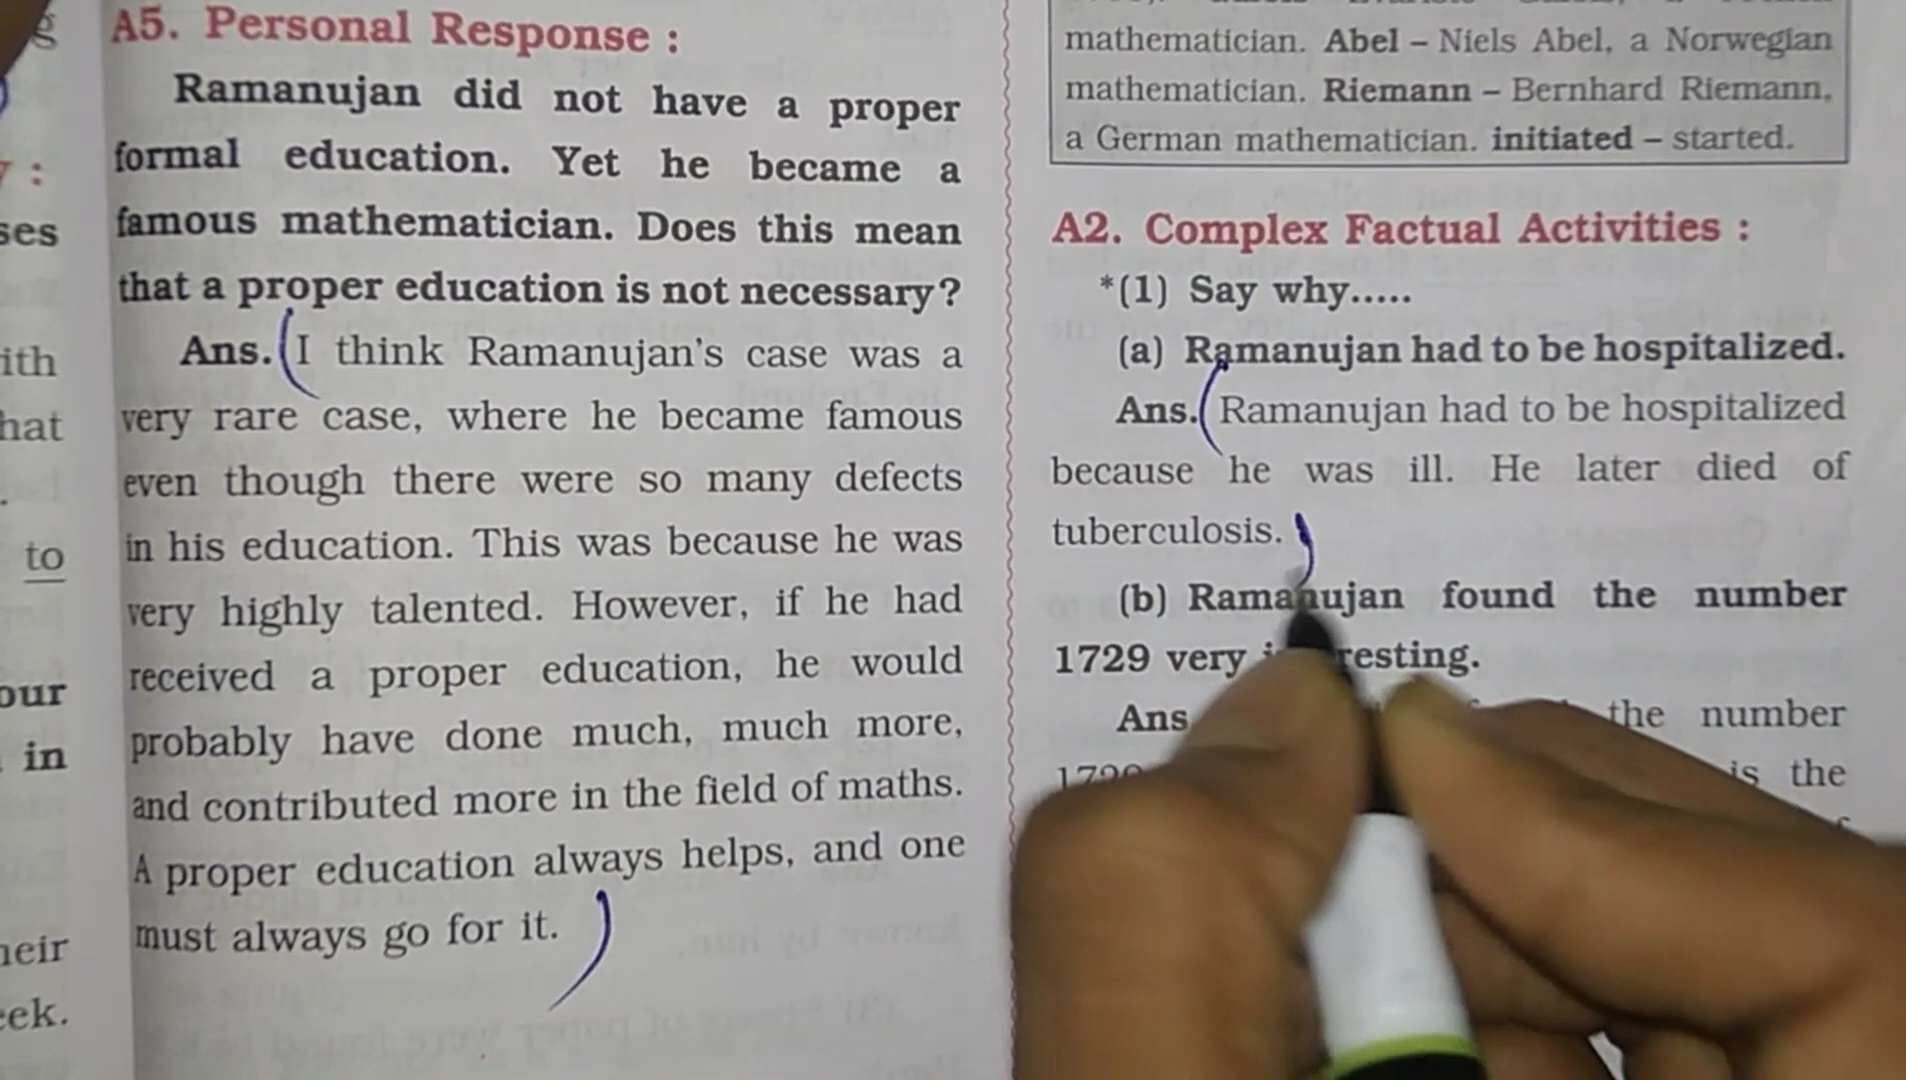 A5. Personal Response :
Ramanujan did not have a proper
formal education. Yet he became a
famous mathematician. Does this mean
that a proper education is not necessary?
Ans. I think Ramanujan's case was a
very rare case, where he became famous
even though there were so many defects
in his education. This was because he was
very highly talented. However, if he had
received a proper education, he would
probably have done much, much more,
and contributed more in the field of maths.
A proper education always helps, and one
must always go for it.
mathematician. Abel – Niels Abel, a Norwegian
mathematician. Riemann – Bernhard Riemann,
a German mathematician. initiated – started.
A2. Complex Factual Activities :
*(1) Say why.....
(a) Ramanujan had to be hospitalized.
Ans. Ramanujan had to be hospitalized
because he was ill. He later died of
tuberculosis.
(b) Ramanujan found the number
1729 very
Ans the number
is the
to
in